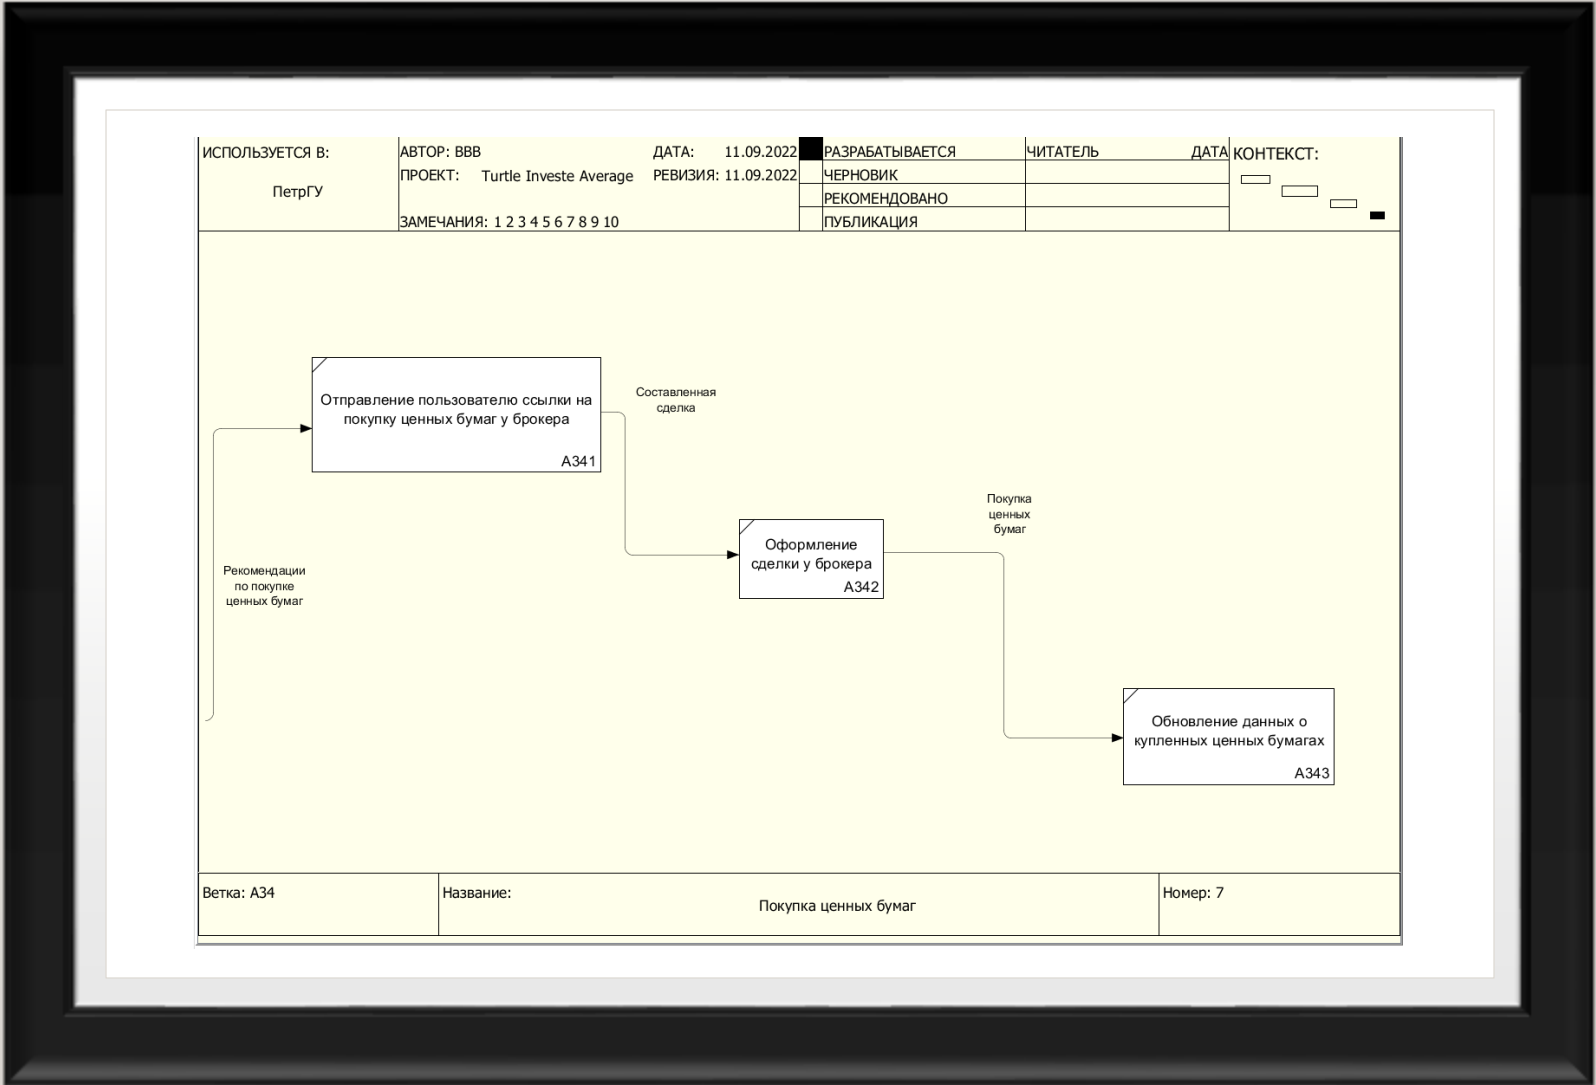 ИСПОЛЬЗУЕТСЯ В:
ПетрГУ
АВТОР: BBB
ДАТА: 11.09.2022
ПРОЕКТ: Turtle Investe Average
РЕВИЗИЯ: 11.09.2022
ЗАМЕЧАНИЯ: 1 2 3 4 5 6 7 8 9 10
РАЗРАБАТЫВАЕТСЯ
ЧЕРНОВИК
РЕКОМЕНДОВАНО
ПУБЛИКАЦИЯ
ЧИТАТЕЛЬ ДАТА
КОНТЕКСТ:
Отправление пользователю ссылки на
покупку ценных бумаг у брокера
A341
Составленная
сделка
Рекомендации
по покупке
ценных бумаг
Оформление
сделки у брокера
A342
Покупка
ценных
бумаг
Обновление данных о
купленных ценных бумагах
A343
Ветка: A34
Название:
Покупка ценных бумаг
Номер: 7